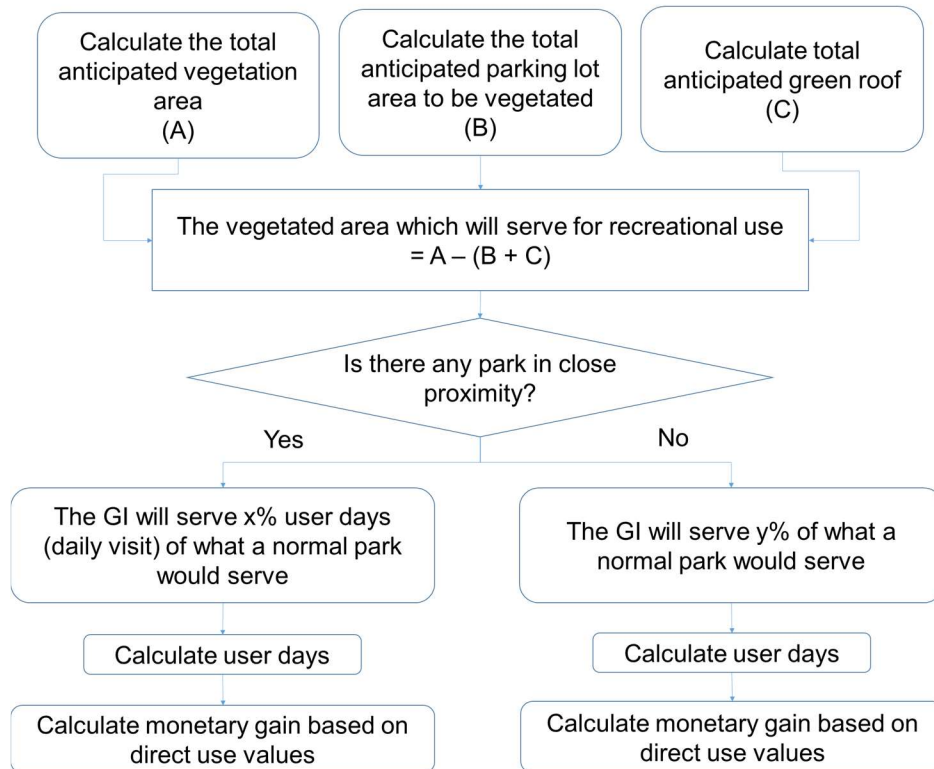 Calculate the total
anticipated vegetation
area
(A)
Calculate the total
anticipated parking lot
area to be vegetated
(B)
Calculate total
anticipated green roof
(C)
The vegetated area which will serve for recreational use
= A – (B + C)
Is there any park in close
proximity?
Yes
No
The GI will serve x% user days
(daily visit) of what a normal park
would serve
The GI will serve y% of what a
normal park would serve
Calculate user days
Calculate user days
Calculate monetary gain based on
direct use values
Calculate monetary gain based on
direct use values